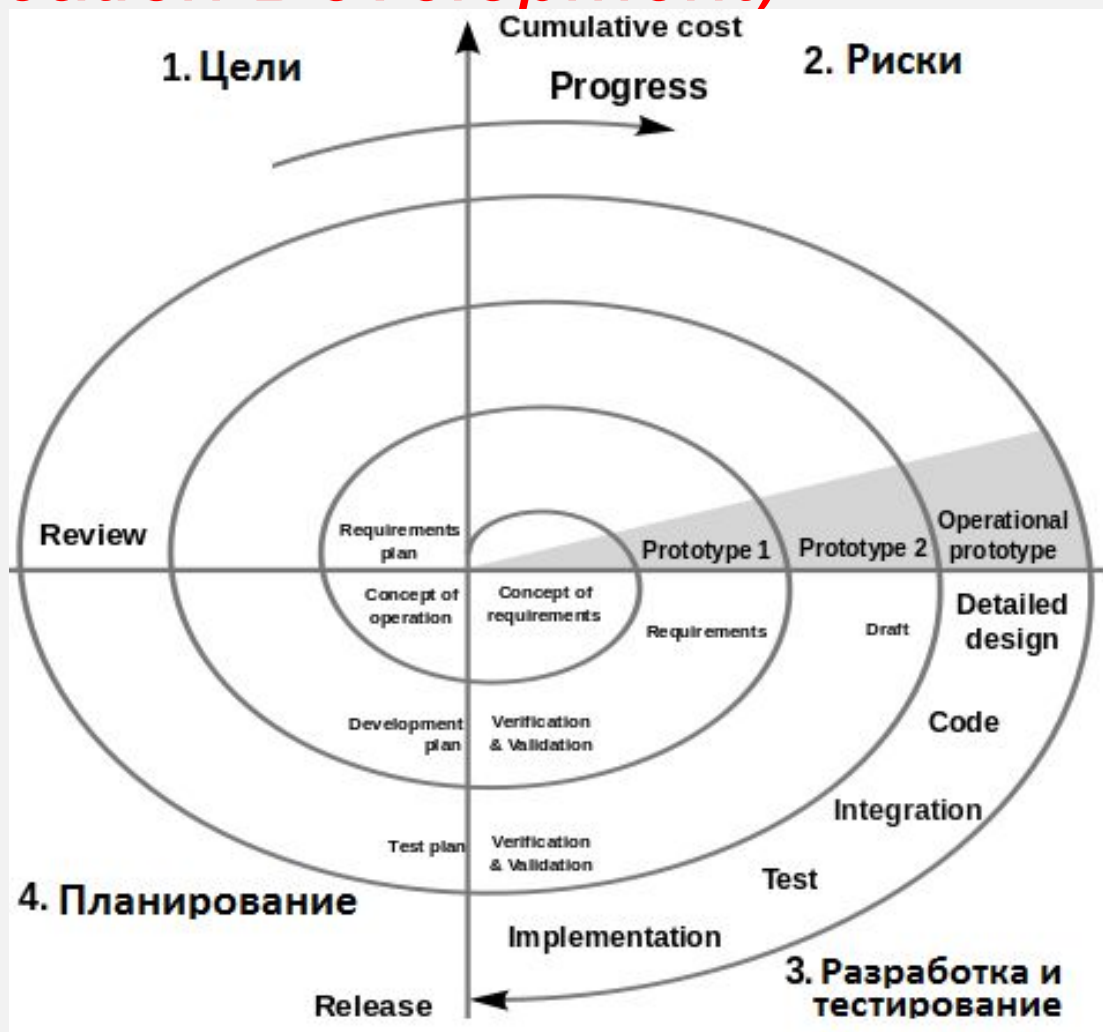 Cumulative cost
1. Цели
2. Риски
Progress
Review
Requirements
plan
Prototype 1
Prototype 2
Operational
prototype
Concept of
operation
Concept of
requirements
Requirements
Draft
Detailed
design
Development
plan
Verification
& Validation
Code
Integration
Test plan
Verification
& Validation
Test
4. Планирование
Implementation
3. Разработка и
тестирование
Release